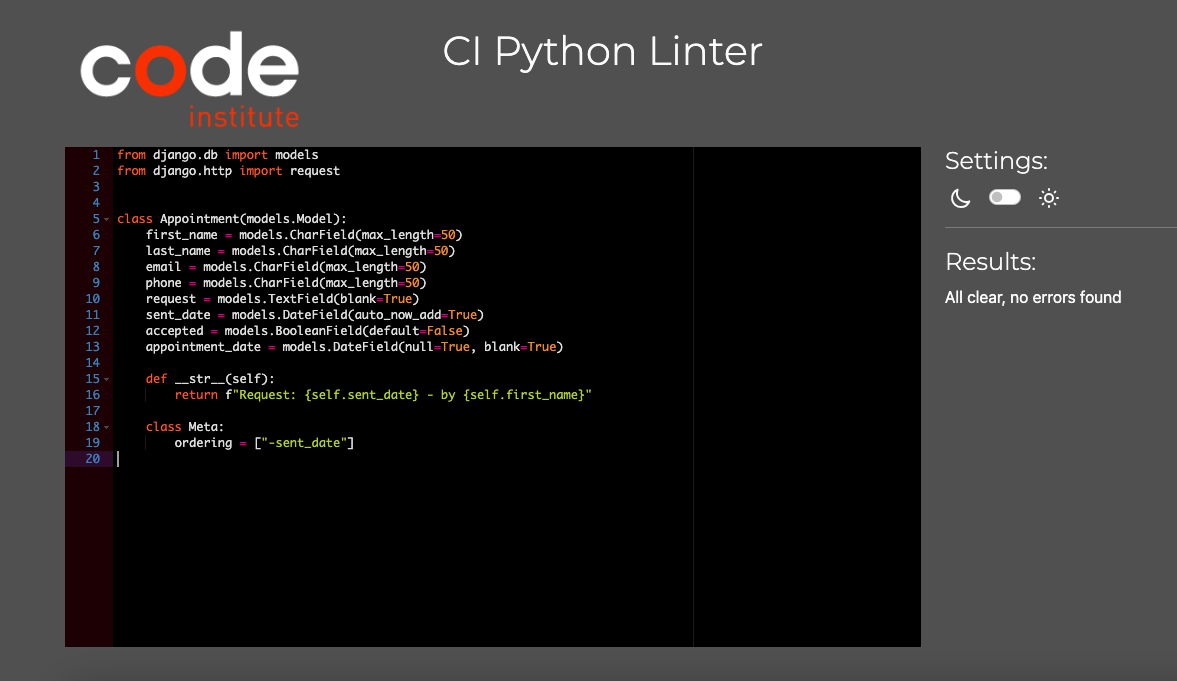 code
institute
CI Python Linter
1 from django.db import models
2 from django.http import request
3
4
5 class Appointment(models.Model):
6     first_name = models.CharField(max_length=50)
7     last_name = models.CharField(max_length=50)
8     email = models.CharField(max_length=50)
9     phone = models.CharField(max_length=50)
10     request = models.TextField(blank=True)
11     sent_date = models.DateField(auto_now_add=True)
12     accepted = models.BooleanField(default=False)
13     appointment_date = models.DateField(null=True, blank=True)
14
15     def __str__(self):
16         return f"Request: {self.sent_date} - by {self.first_name}"
17
18     class Meta:
19         ordering = ["-sent_date"]
20
Settings:
Results:
All clear, no errors found